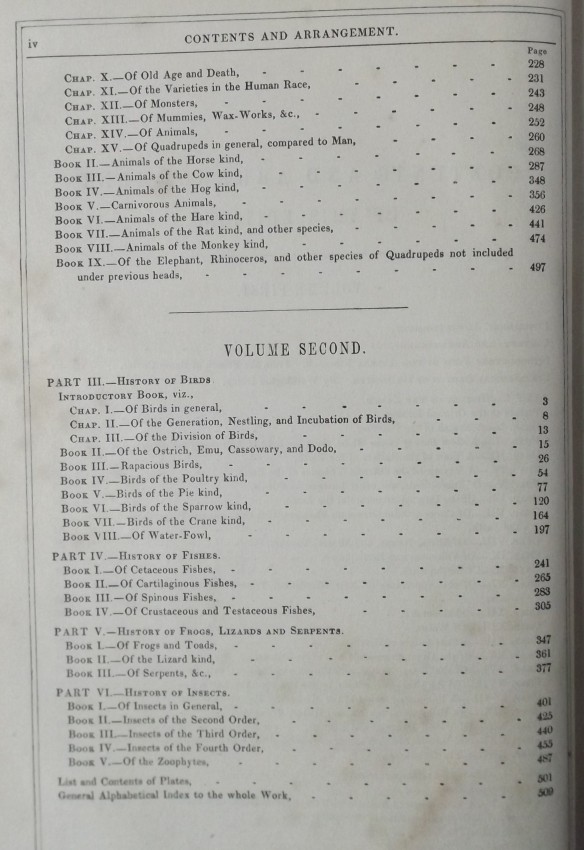 iv
CONTENTS AND ARRANGEMENT.
Page
CHAP. X.—Of Old Age and Death, - - - - - - - 228
CHAP. XI.—Of the Varieties in the Human Race, - - - - - 231
CHAP. XII.—Of Monsters, - - - - - - - - 243
CHAP. XIII.—Of Mummies, Wax-Works, &c., - - - - - - 248
CHAP. XIV.—Of Animals, - - - - - - - - 252
CHAP. XV.—Of Quadrupeds in general, compared to Man, - - - - 260
BOOK II.—Animals of the Horse kind, - - - - - - - 268
BOOK III.—Animals of the Cow kind, - - - - - - - 287
BOOK IV.—Animals of the Hog kind, - - - - - - - 348
BOOK V.—Carnivorous Animals, - - - - - - - - 356
BOOK VI.—Animals of the Hare kind, - - - - - - - 426
BOOK VII.—Animals of the Rat kind, and other species, - - - - - 441
BOOK VIII.—Animals of the Monkey kind, - - - - - - 474
BOOK IX.—Of the Elephant, Rhinoceros, and other species of Quadrupeds not included
under previous heads, - - - - - - - - 497
VOLUME SECOND.
PART III.—HISTORY OF BIRDS
INTRODUCTORY BOOK, viz.,
CHAP. I.—Of Birds in general, - - - - - - - 3
CHAP. II.—Of the Generation, Nestling, and Incubation of Birds, - - - 8
CHAP. III.—Of the Division of Birds, - - - - - - 13
BOOK II.—Of the Ostrich, Emu, Cassowary, and Dodo, - - - - - 15
BOOK III.—Rapacious Birds, - - - - - - - - 26
BOOK IV.—Birds of the Poultry kind, - - - - - - - 54
BOOK V.—Birds of the Pie kind, - - - - - - - 77
BOOK VI.—Birds of the Sparrow kind, - - - - - - - 120
BOOK VII.—Birds of the Crane kind, - - - - - - - 164
BOOK VIII.—Of Water-Fowl, - - - - - - - - 197
PART IV.—HISTORY OF FISHES.
BOOK I.—Of Cetaceous Fishes, - - - - - - - - 241
BOOK II.—Of Cartilaginous Fishes, - - - - - - - 265
BOOK III.—Of Spinous Fishes, - - - - - - - - 283
BOOK IV.—Of Crustaceous and Testaceous Fishes, - - - - - 305
PART V.—HISTORY OF FROGS, LIZARDS AND SERPENTS.
BOOK I.—Of Frogs and Toads, - - - - - - - - 347
BOOK II.—Of the Lizard kind, - - - - - - - - 361
BOOK III.—Of Serpents, &c., - - - - - - - - 377
PART VI.—HISTORY OF INSECTS.
BOOK I.—Of Insects in General, - - - - - - - 401
BOOK II.—Insects of the Second Order, - - - - - - - 425
BOOK III.—Insects of the Third Order, - - - - - - - 440
BOOK IV.—Insects of the Fourth Order, - - - - - - 453
BOOK V.—Of the Zoophytes, - - - - - - - - 487
List and Contents of Plates, - - - - - - - - 501
General Alphabetical Index to the whole Work, - - - - - - 509